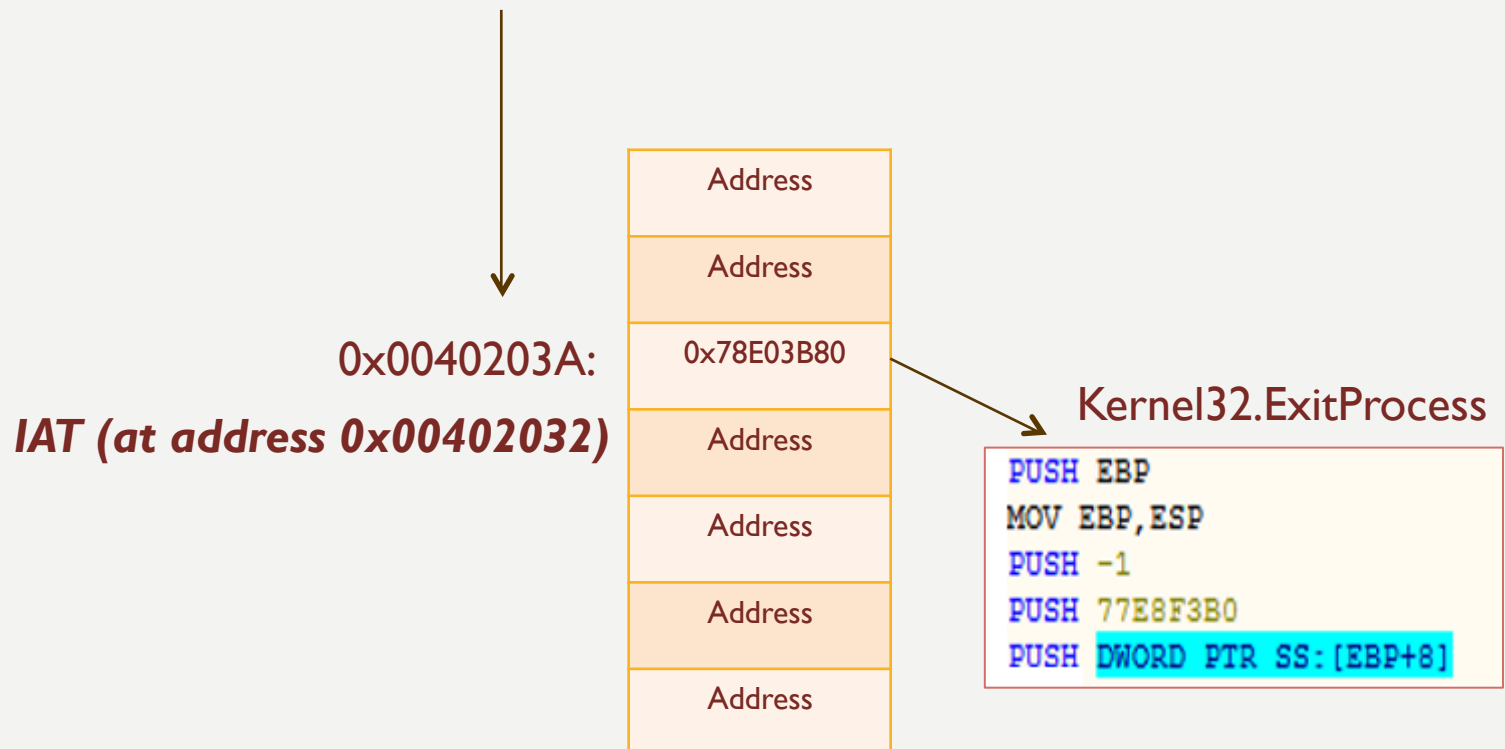 Address
Address
0x0040203A:
0x78E03B80
IAT (at address 0x00402032)
Address
Address
Address
Address
Kernel32.ExitProcess
PUSH EBP
MOV EBP,ESP
PUSH -1
PUSH 77E8F3B0
PUSH DWORD PTR SS:[EBP+8]